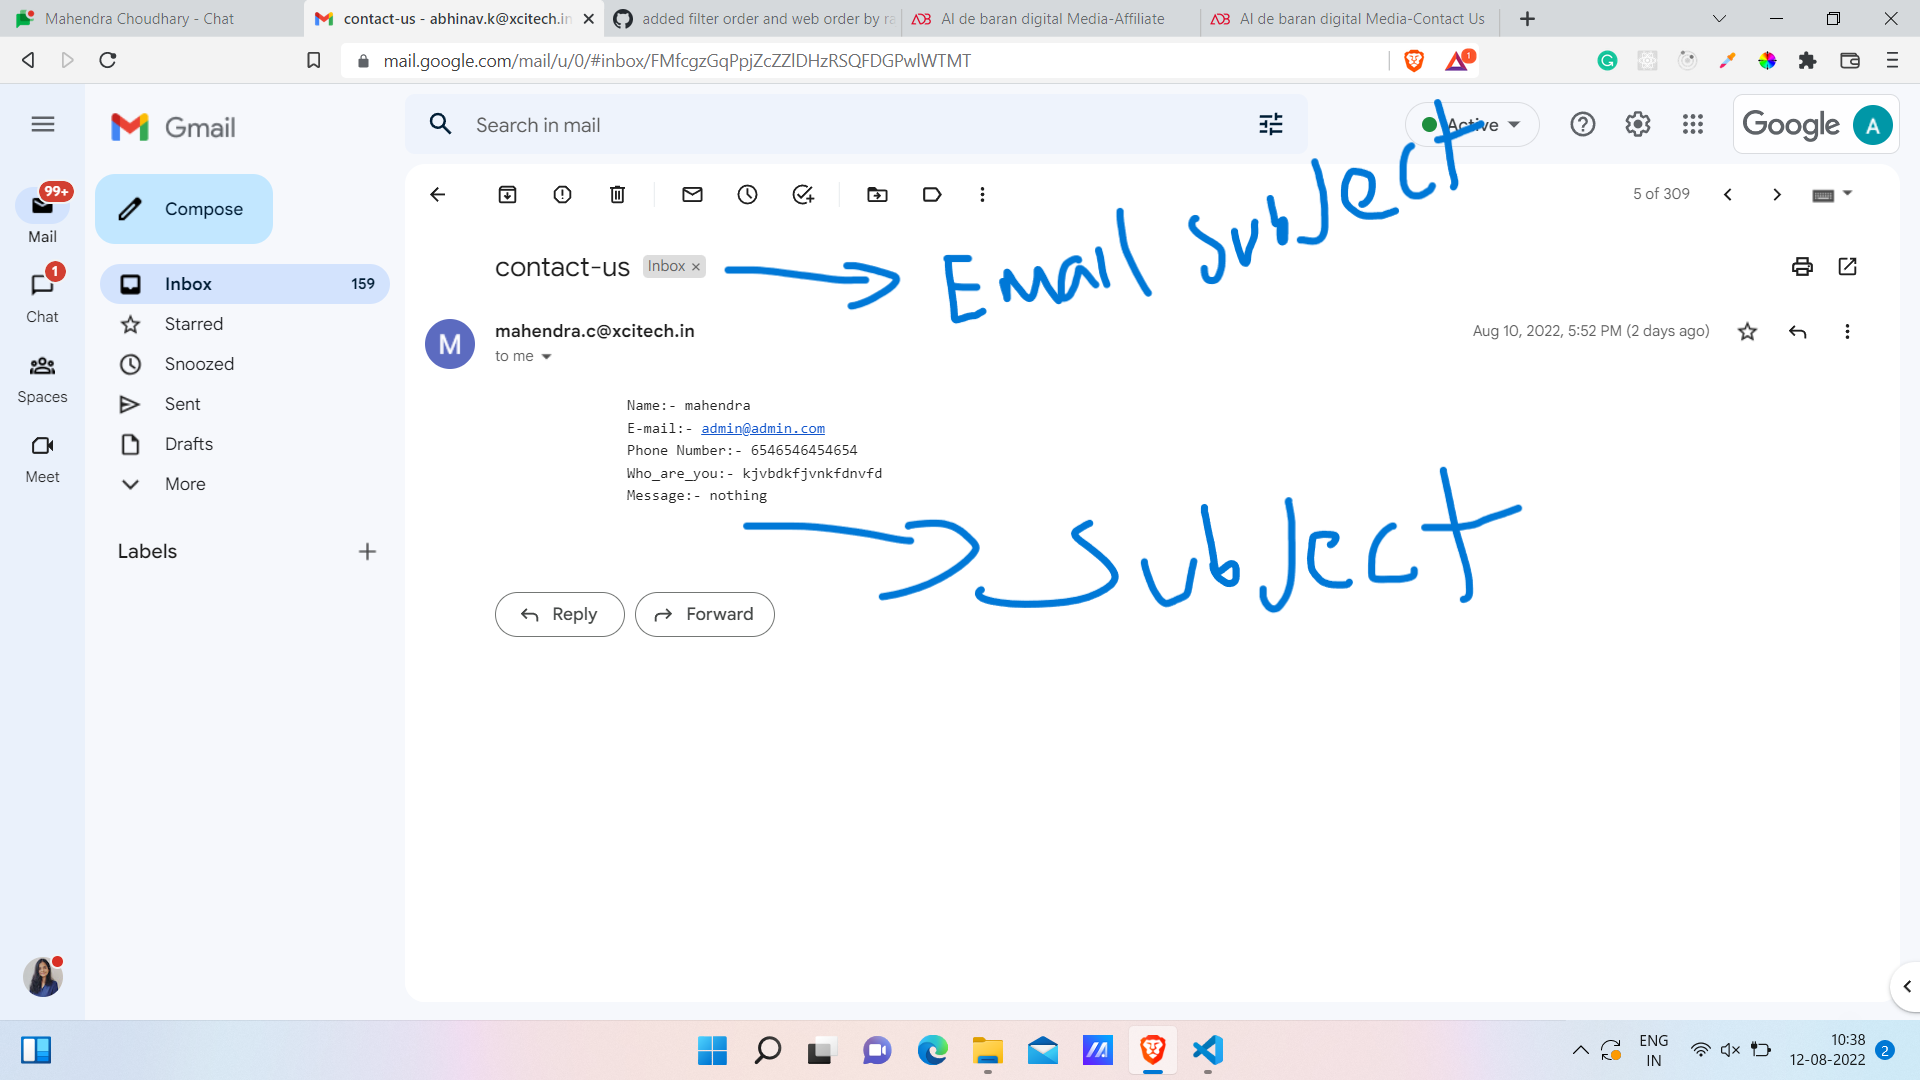 Mahendra Choudhary - Chat
contact-us - abhinav.k@xcitech.in
added filter order and web order by ra
Al de baran digital Media-Affiliate
Al de baran digital Media-Contact Us
mail.google.com/mail/u/0/#inbox/FMfcgzGqPpjZcZZlDHzRSQFDGPwlWTMT
1
Gmail
Search in mail
Active
Google
A
99+
Mail
Compose
5 of 309
1
Chat
Inbox 159
contact-us Inbox ×
Email Subject
Starred
M
mahendra.c@xcitech.in
Aug 10, 2022, 5:52 PM (2 days ago)
to me
Snoozed
Spaces
Sent
Name:- mahendra
E-mail:- admin@admin.com
Drafts
Phone Number:- 6546546454654
Meet
Who_are_you:- kjvbdkfjvnkfdnvfd
More
Message:- nothing
Subject
Labels
Reply
Forward
ENG
IN
10:38
12-08-2022
2